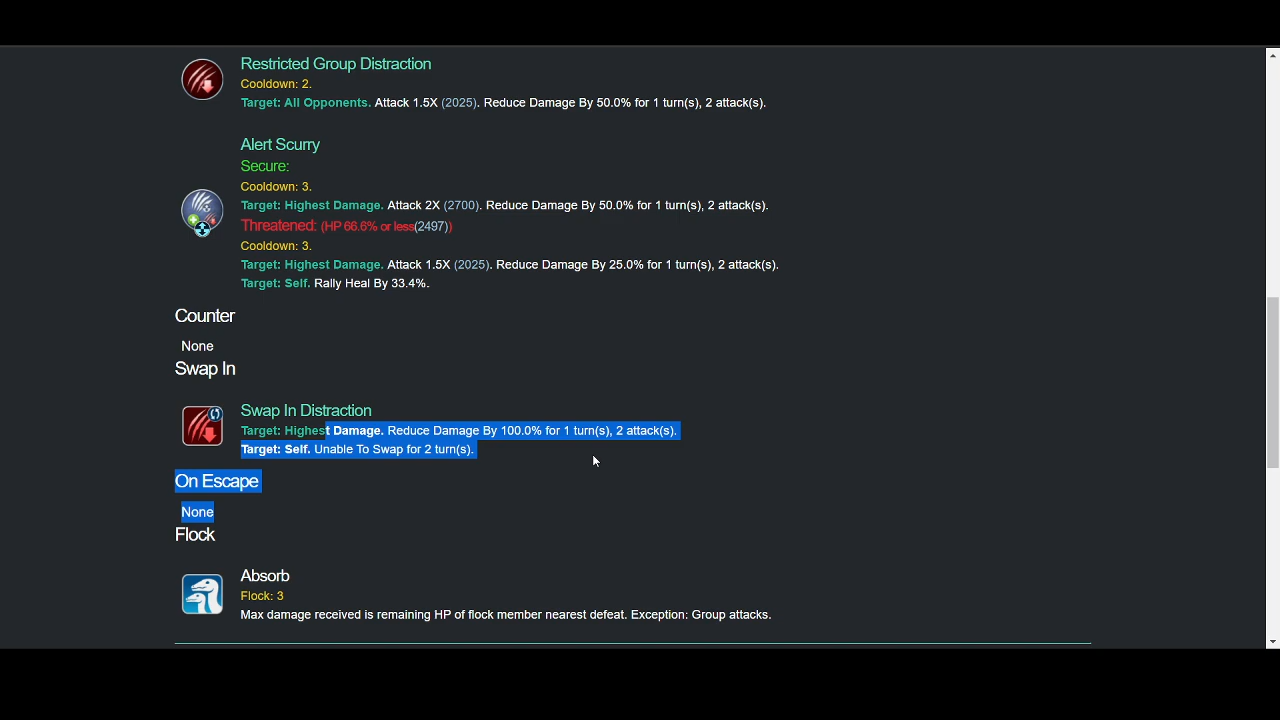 Restricted Group Distraction
Cooldown: 2.
Target: All Opponents. Attack 1.5X (2025). Reduce Damage By 50.0% for 1 turn(s), 2 attack(s).
Alert Scurry
Secure:
Cooldown: 3.
Target: Highest Damage. Attack 2X (2700). Reduce Damage By 50.0% for 1 turn(s), 2 attack(s).
Threatened: (HP 66.6% or less(2497))
Cooldown: 3.
Target: Highest Damage. Attack 1.5X (2025). Reduce Damage By 25.0% for 1 turn(s), 2 attack(s).
Target: Self. Rally Heal By 33.4%.
Counter
None
Swap In
Swap In Distraction
Target: Highest Damage. Reduce Damage By 100.0% for 1 turn(s), 2 attack(s).
Target: Self. Unable To Swap for 2 turn(s).
On Escape
None
Flock
Absorb
Flock: 3
Max damage received is remaining HP of flock member nearest defeat. Exception: Group attacks.